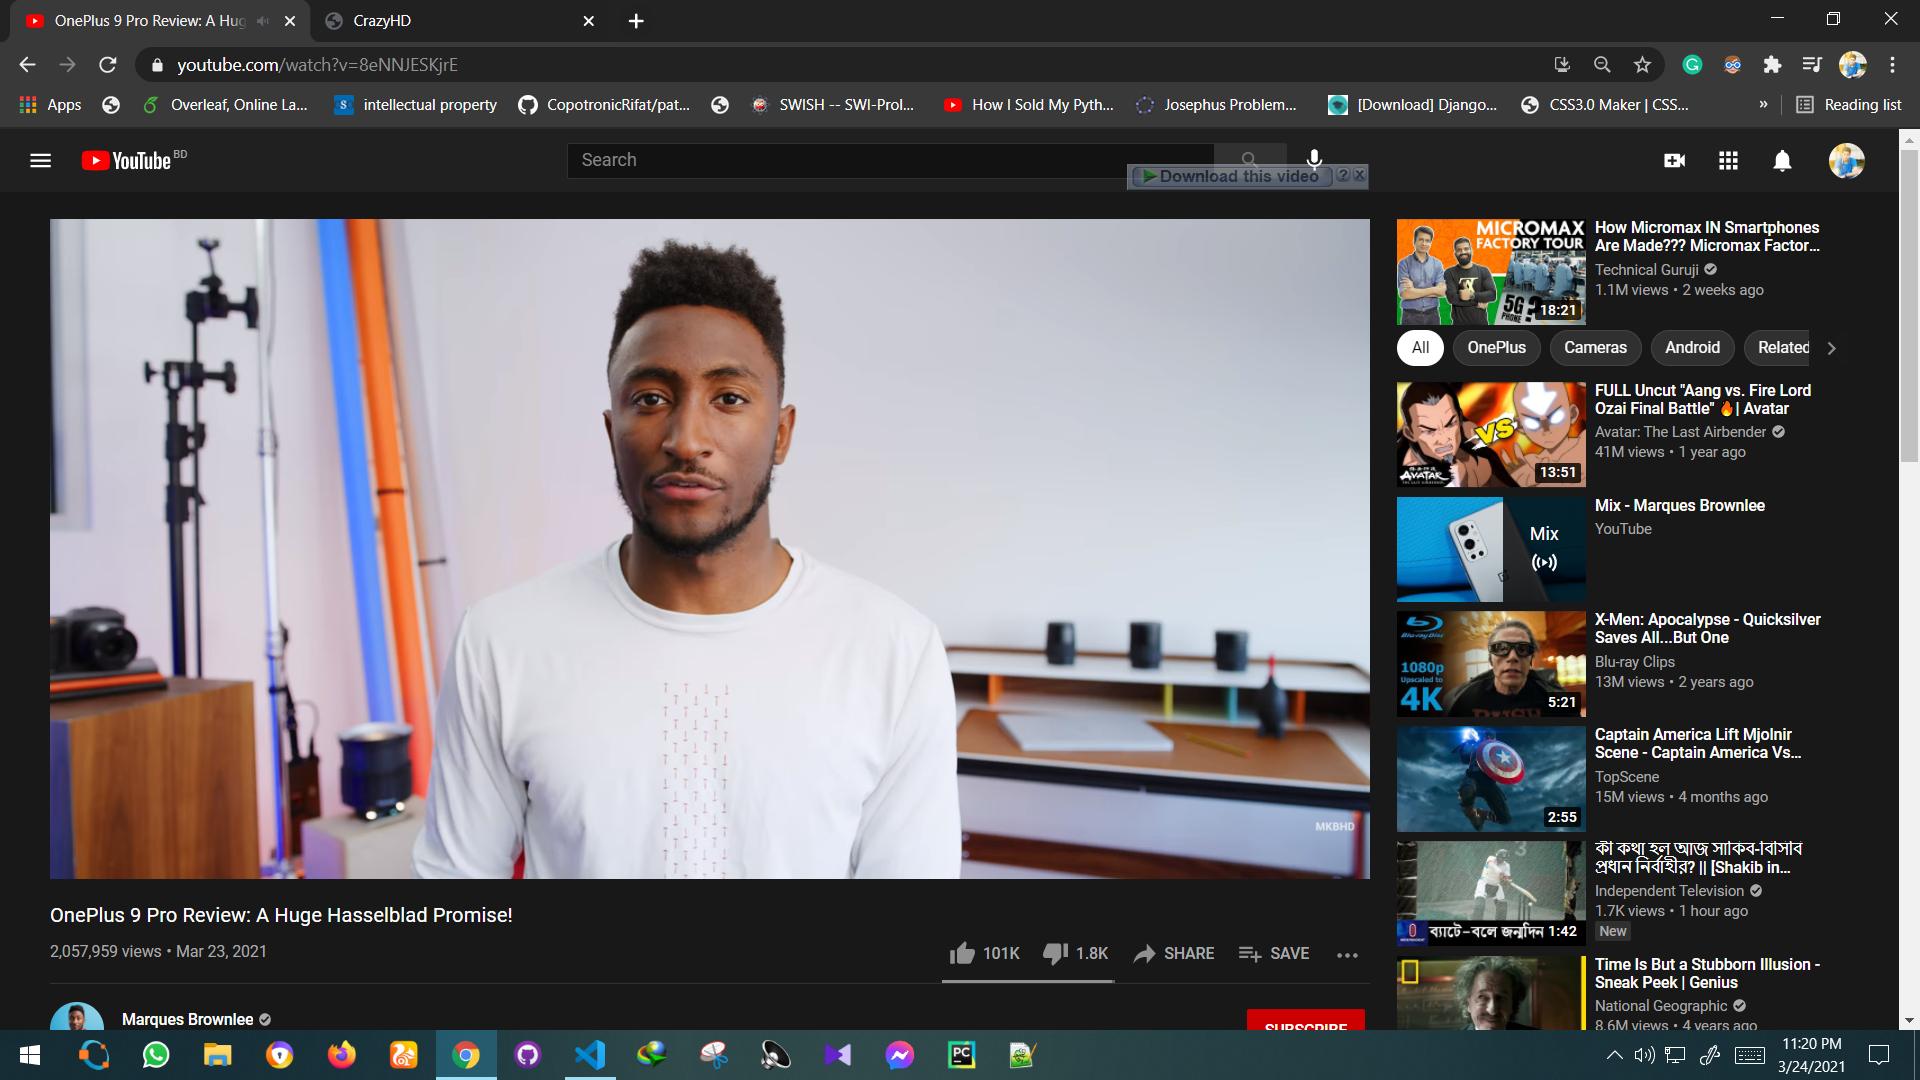 OnePlus 9 Pro Review: A Hug
CrazyHD
youtube.com/watch?v=8eNNJESKjrE
Apps
Overleaf, Online La...
intellectual property
CopotronicRifat/pat...
SWISH -- SWI-Prol...
How I Sold My Pyth...
Josephus Problem...
[Download] Django...
CSS3.0 Maker | CSS...
»
Reading list
YouTube BD
Search
Download this video
MICROMAX
FACTORY TOUR
5G ?
PHONE
18:21
How Micromax IN Smartphones
Are Made??? Micromax Factor...
Technical Guruji
1.1M views • 2 weeks ago
All
OnePlus
Cameras
Android
Related
VS
AVATAR
13:51
FULL Uncut "Aang vs. Fire Lord
Ozai Final Battle" 🔥| Avatar
Avatar: The Last Airbender
41M views • 1 year ago
Mix
Mix - Marques Brownlee
YouTube
Blu-ray Disc
1080p
Upscaled to
4K
5:21
X-Men: Apocalypse - Quicksilver
Saves All...But One
Blu-ray Clips
13M views • 2 years ago
2:55
Captain America Lift Mjolnir
Scene - Captain America Vs...
TopScene
15M views • 4 months ago
ব্যাটে-বলে জন্মদিন 1:42
কী কথা হল আজ সাকিব-বিসিবি
প্রধান নির্বাহীর? || [Shakib in...
Independent Television
1.7K views • 1 hour ago
New
Time Is But a Stubborn Illusion -
Sneak Peek | Genius
National Geographic
8.6M views • 4 years ago
MKBHD
OnePlus 9 Pro Review: A Huge Hasselblad Promise!
2,057,959 views • Mar 23, 2021
101K
1.8K
SHARE
SAVE
Marques Brownlee
SUBSCRIBE
PC
11:20 PM
3/24/2021